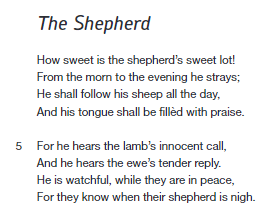 The Shepherd
How sweet is the shepherd's sweet lot!
From the morn to the evening he strays;
He shall follow his sheep all the day,
And his tongue shall be fillèd with praise.
5 For he hears the lamb's innocent call,
And he hears the ewe's tender reply.
He is watchful, while they are in peace,
For they know when their shepherd is nigh.